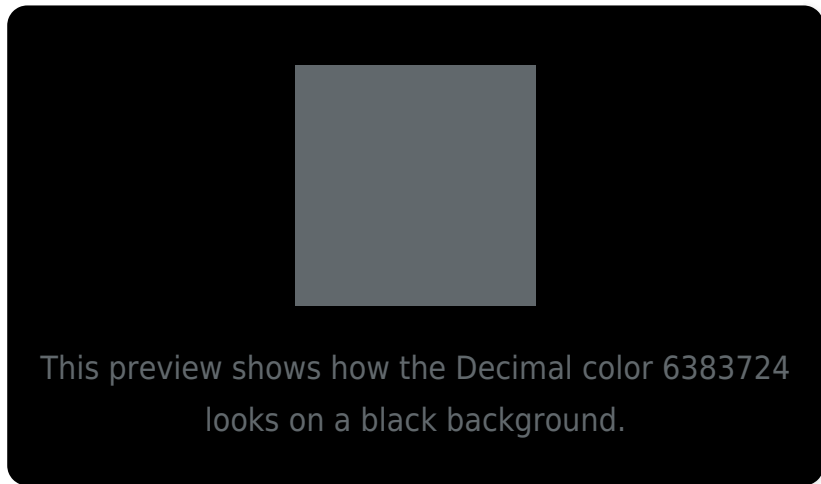 This preview shows how the Decimal color 6383724
looks on a black background.